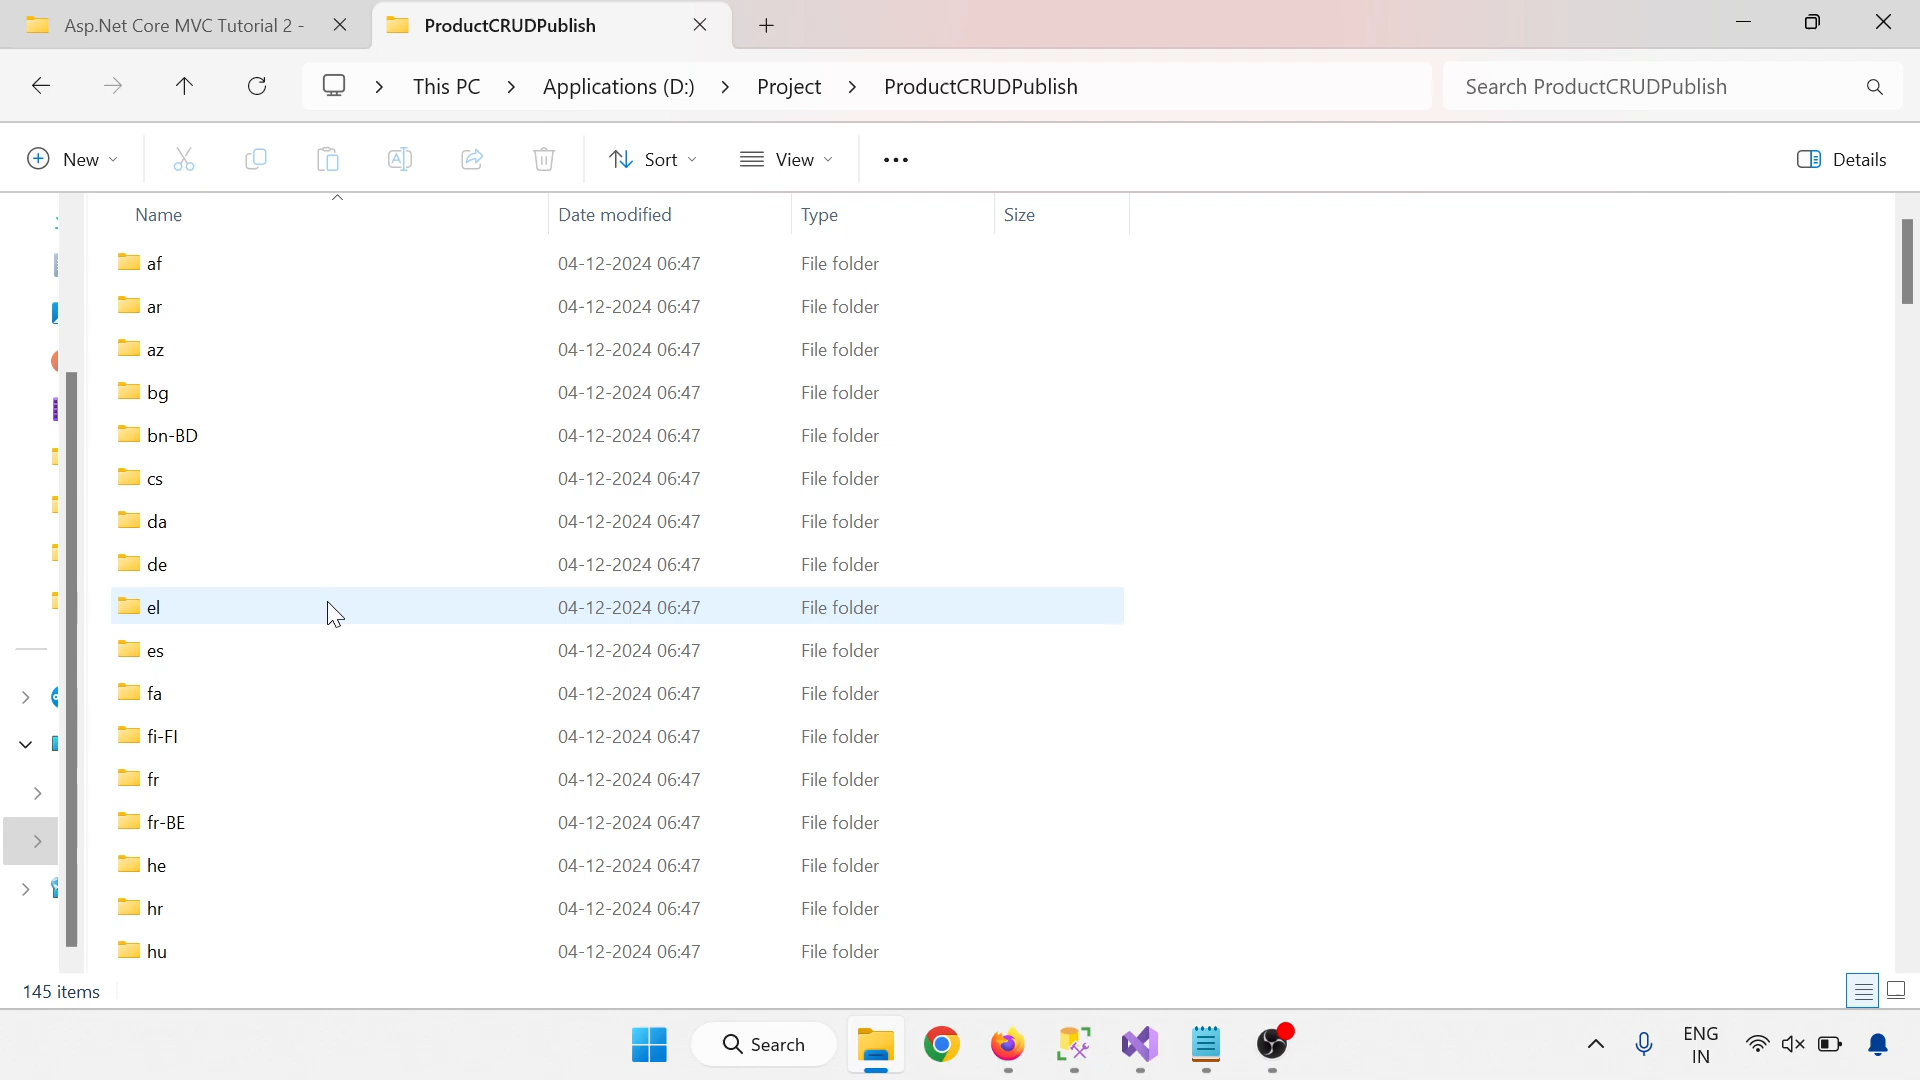 Asp.Net Core MVC Tutorial 2 -
ProductCRUDPublish
This PC > Applications (D:) > Project > ProductCRUDPublish
Search ProductCRUDPublish
New
Sort
View
Details
Name Date modified Type Size
af 04-12-2024 06:47 File folder
ar 04-12-2024 06:47 File folder
az 04-12-2024 06:47 File folder
bg 04-12-2024 06:47 File folder
bn-BD 04-12-2024 06:47 File folder
cs 04-12-2024 06:47 File folder
da 04-12-2024 06:47 File folder
de 04-12-2024 06:47 File folder
el 04-12-2024 06:47 File folder
es 04-12-2024 06:47 File folder
fa 04-12-2024 06:47 File folder
fi-FI 04-12-2024 06:47 File folder
fr 04-12-2024 06:47 File folder
fr-BE 04-12-2024 06:47 File folder
he 04-12-2024 06:47 File folder
hr 04-12-2024 06:47 File folder
hu 04-12-2024 06:47 File folder
145 items
Search
ENG
IN